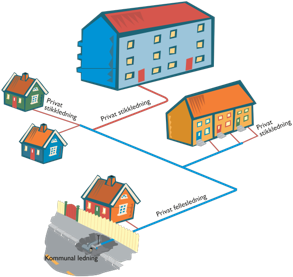 Privat
stikkledning
Privat stikkledning
Privat
stikkledning
Privat fellesledning
Kommunal ledning